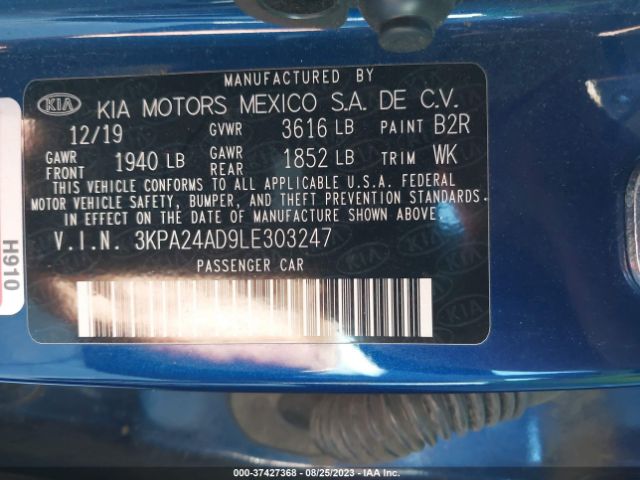 MANUFACTURED BY
KIA KIA MOTORS MEXICO S.A. DE C.V.
12/19 GVWR 3616 LB PAINT B2R
GAWR FRONT 1940 LB GAWR REAR 1852 LB TRIM WK
THIS VEHICLE CONFORMS TO ALL APPLICABLE U.S.A. FEDERAL
MOTOR VEHICLE SAFETY, BUMPER, AND THEFT PREVENTION STANDARDS
IN EFFECT ON THE DATE OF MANUFACTURE SHOWN ABOVE.
V.I.N. 3KPA24AD9LE303247
PASSENGER CAR
H910
000-37427368 - 08/25/2023 - IAA Inc.